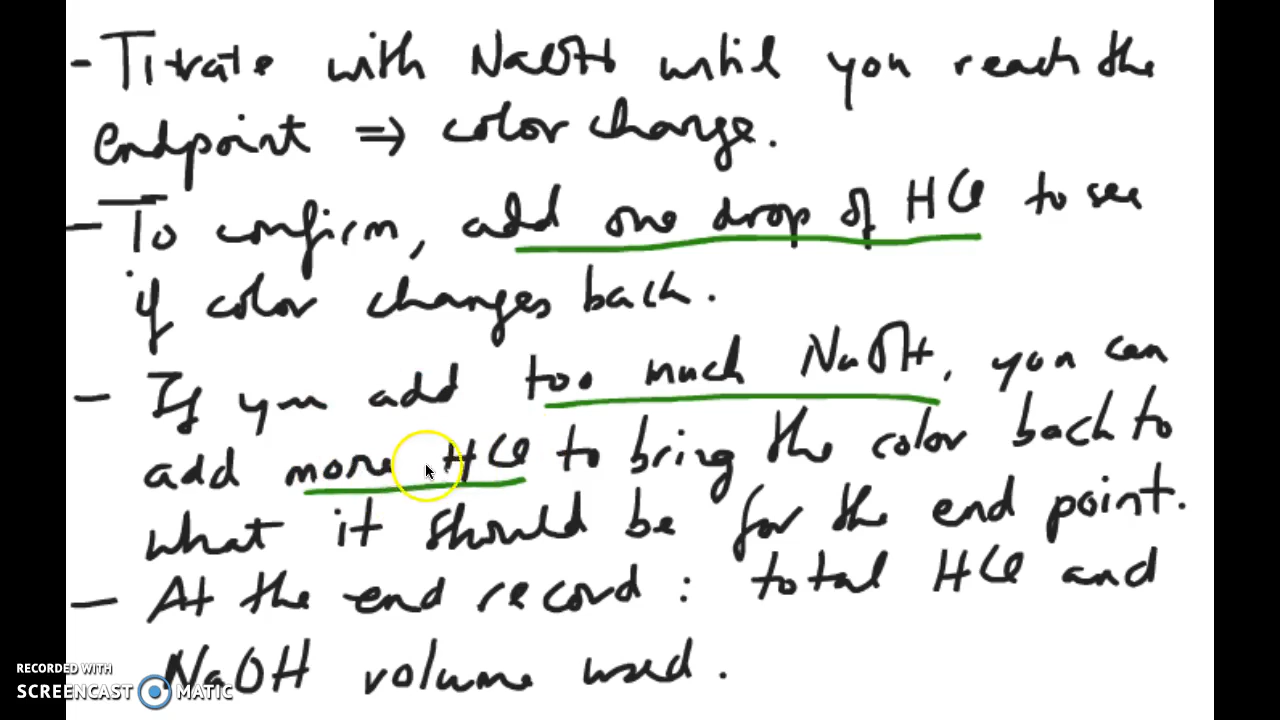 - Titrate with NaOH until you reach the
endpoint ⇒ color change.
- To confirm, add one drop of HCl to see
if color changes back.
- If you add too much NaOH, you can
add more HCl to bring the color back to
what it should be for the end point.
- At the end record : total HCl and
NaOH volume used.
RECORDED WITH
SCREENCAST MATIC